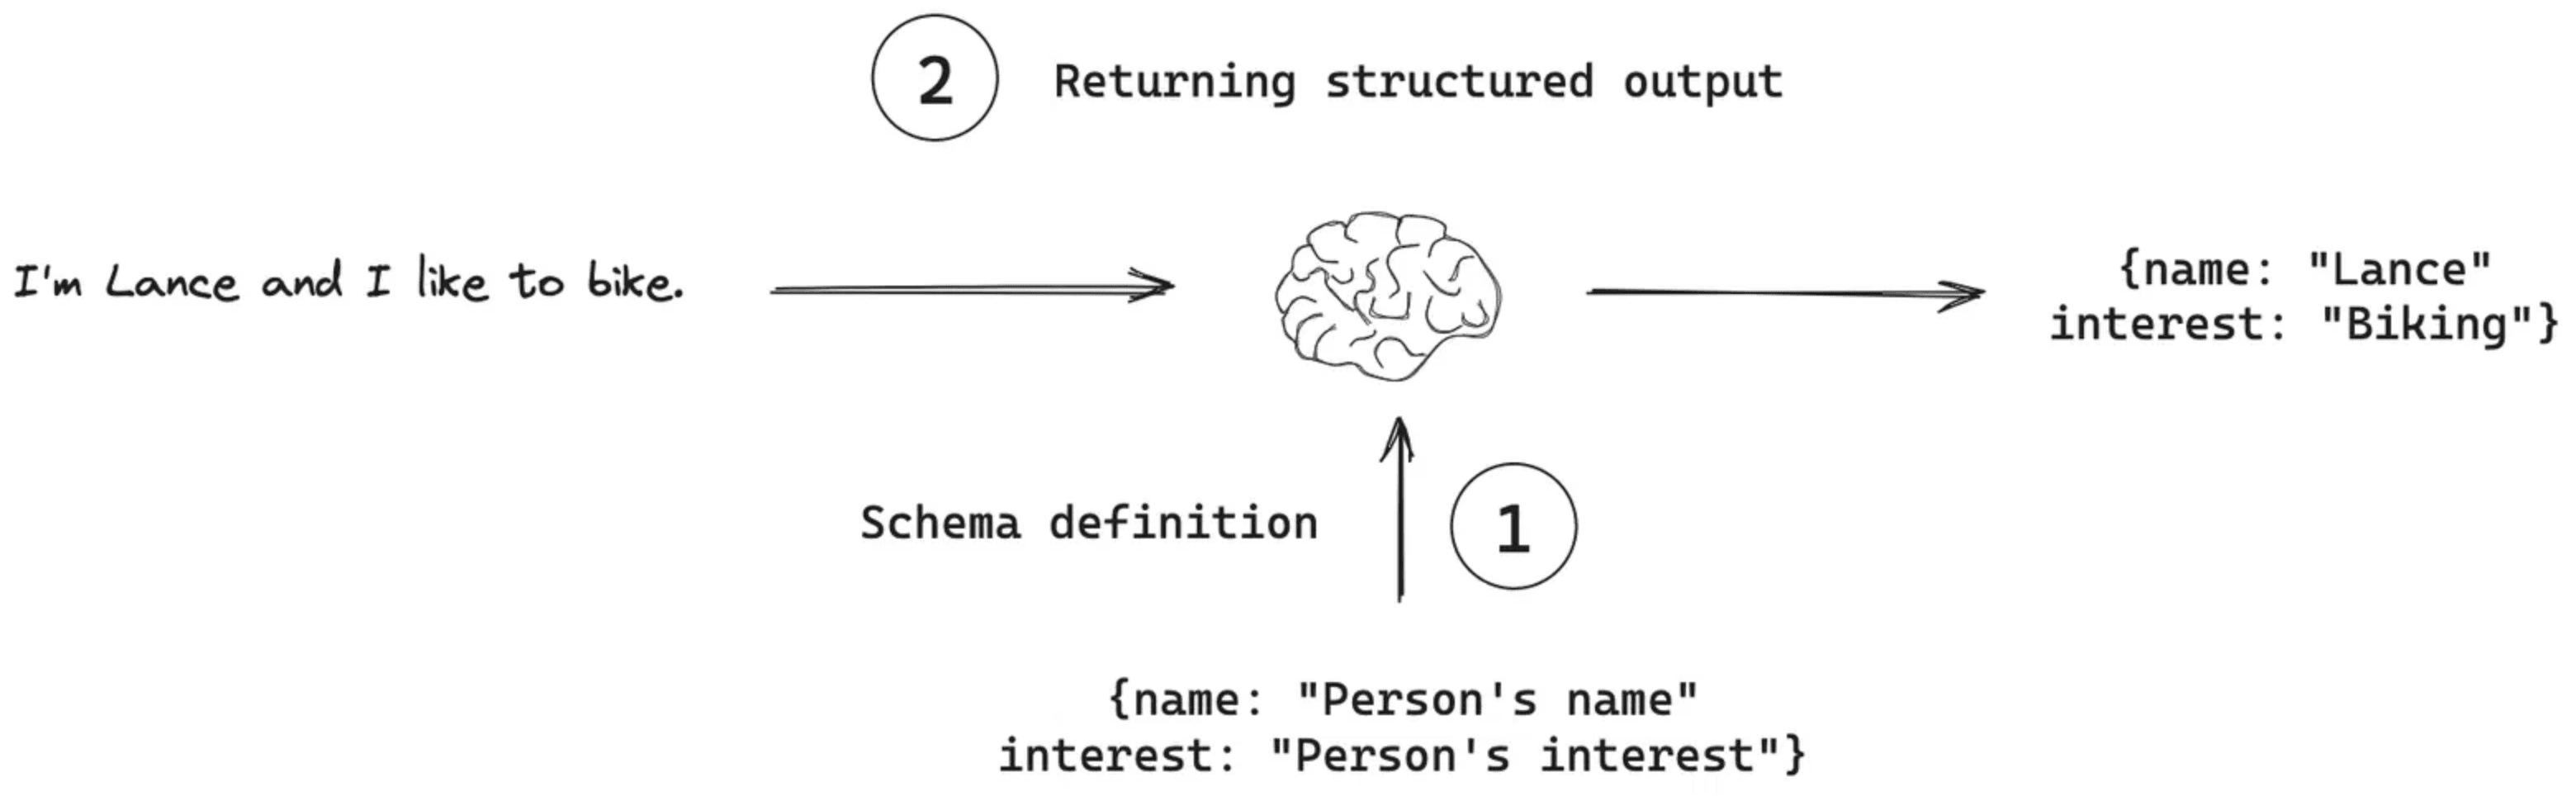 2 Returning structured output
I'm Lance and I like to bike.
{name: "Lance"
interest: "Biking"}
Schema definition
1
{name: "Person's name"
interest: "Person's interest"}